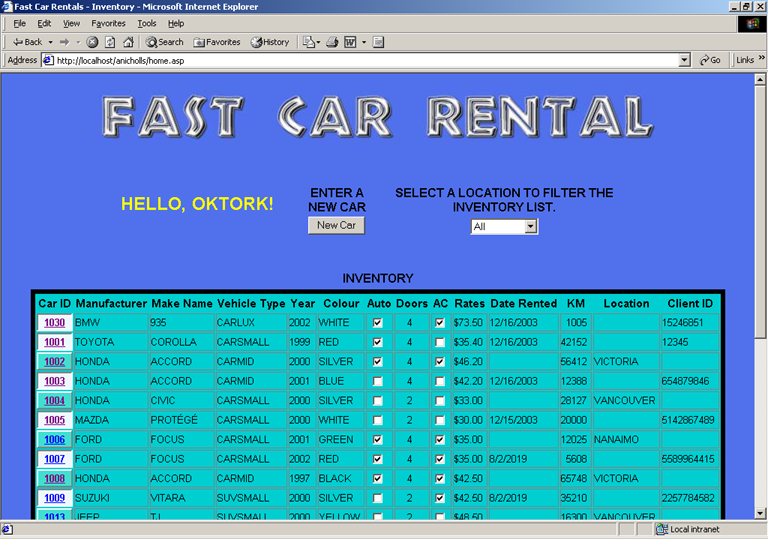 Fast Car Rentals - Inventory - Microsoft Internet Explorer
File Edit View Favorites Tools Help
Back Search Favorites History
Address http://localhost/anicholls/home.asp Go Links »
FAST CAR RENTAL
HELLO, OKTORK!
ENTER A
NEW CAR
New Car
SELECT A LOCATION TO FILTER THE
INVENTORY LIST.
All
INVENTORY
Car ID Manufacturer Make Name Vehicle Type Year Colour Auto Doors AC Rates Date Rented KM Location Client ID
1030 BMW 935 CARLUX 2002 WHITE 4 $73.50 12/16/2003 1005 15246851
1001 TOYOTA COROLLA CARSMALL 1999 RED 4 $35.40 12/16/2003 42152 12345
1002 HONDA ACCORD CARMID 2000 SILVER 4 $46.20 56412 VICTORIA
1003 HONDA ACCORD CARMID 2001 BLUE 4 $42.20 12/16/2003 12388 654879846
1004 HONDA CIVIC CARSMALL 2000 SILVER 2 $33.00 28127 VANCOUVER
1005 MAZDA PROTÉGÉ CARSMALL 2000 WHITE 2 $30.00 12/15/2003 20000 5142867489
1006 FORD FOCUS CARSMALL 2001 GREEN 4 $35.00 12025 NANAIMO
1007 FORD FOCUS CARSMALL 2002 RED 4 $35.00 8/2/2019 5608 5589964415
1008 HONDA ACCORD CARMID 1997 BLACK 4 $42.50 65748 VICTORIA
1009 SUZUKI VITARA SUVSMALL 2000 SILVER 2 $42.50 8/2/2019 35210 2257784582
1013 JEEP TJ SUVSMALL 2000 YELLOW 2 $48.50 16300 VANCOUVER
Local intranet